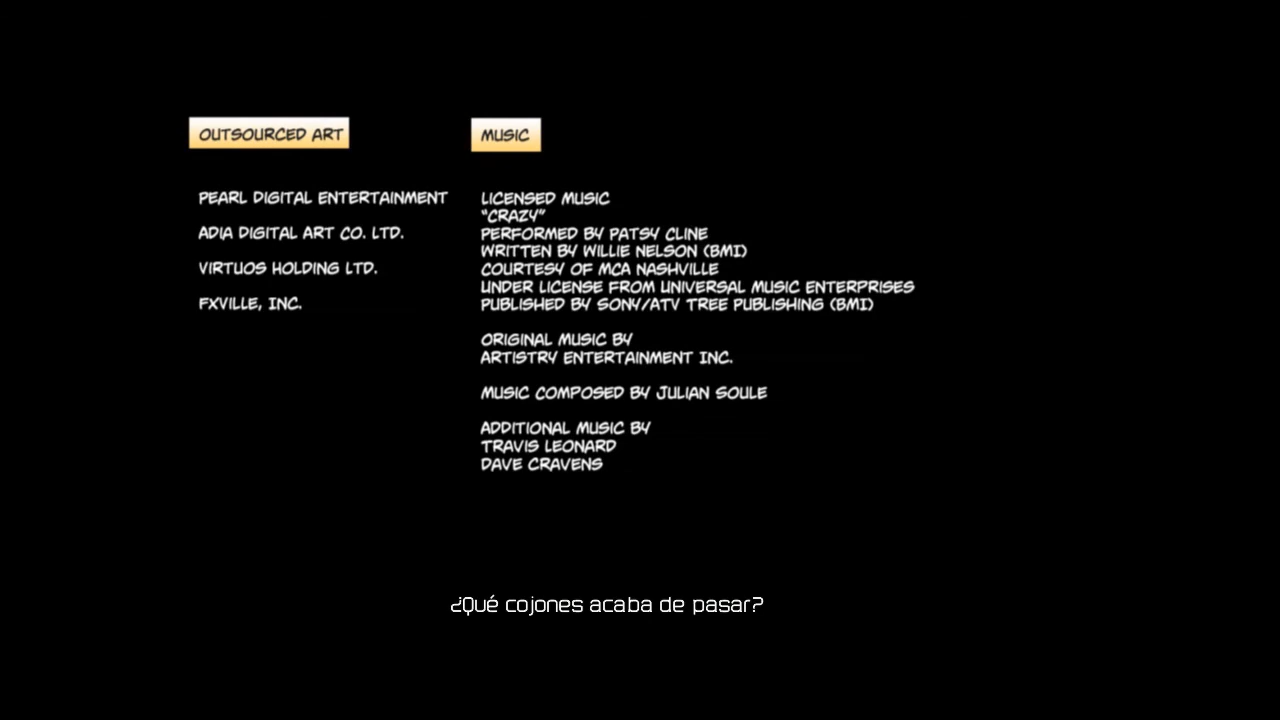 OUTSOURCED ART
PEARL DIGITAL ENTERTAINMENT
ADIA DIGITAL ART CO. LTD.
VIRTUOS HOLDING LTD.
FXVILLE, INC.
MUSIC
LICENSED MUSIC
"CRAZY"
PERFORMED BY PATSY CLINE
WRITTEN BY WILLIE NELSON (BMI)
COURTESY OF MCA NASHVILLE
UNDER LICENSE FROM UNIVERSAL MUSIC ENTERPRISES
PUBLISHED BY SONY/ATV TREE PUBLISHING (BMI)
ORIGINAL MUSIC BY
ARTISTRY ENTERTAINMENT INC.
MUSIC COMPOSED BY JULIAN SOULE
ADDITIONAL MUSIC BY
TRAVIS LEONARD
DAVE CRAVENS
¿Qué cojones acaba de pasar?